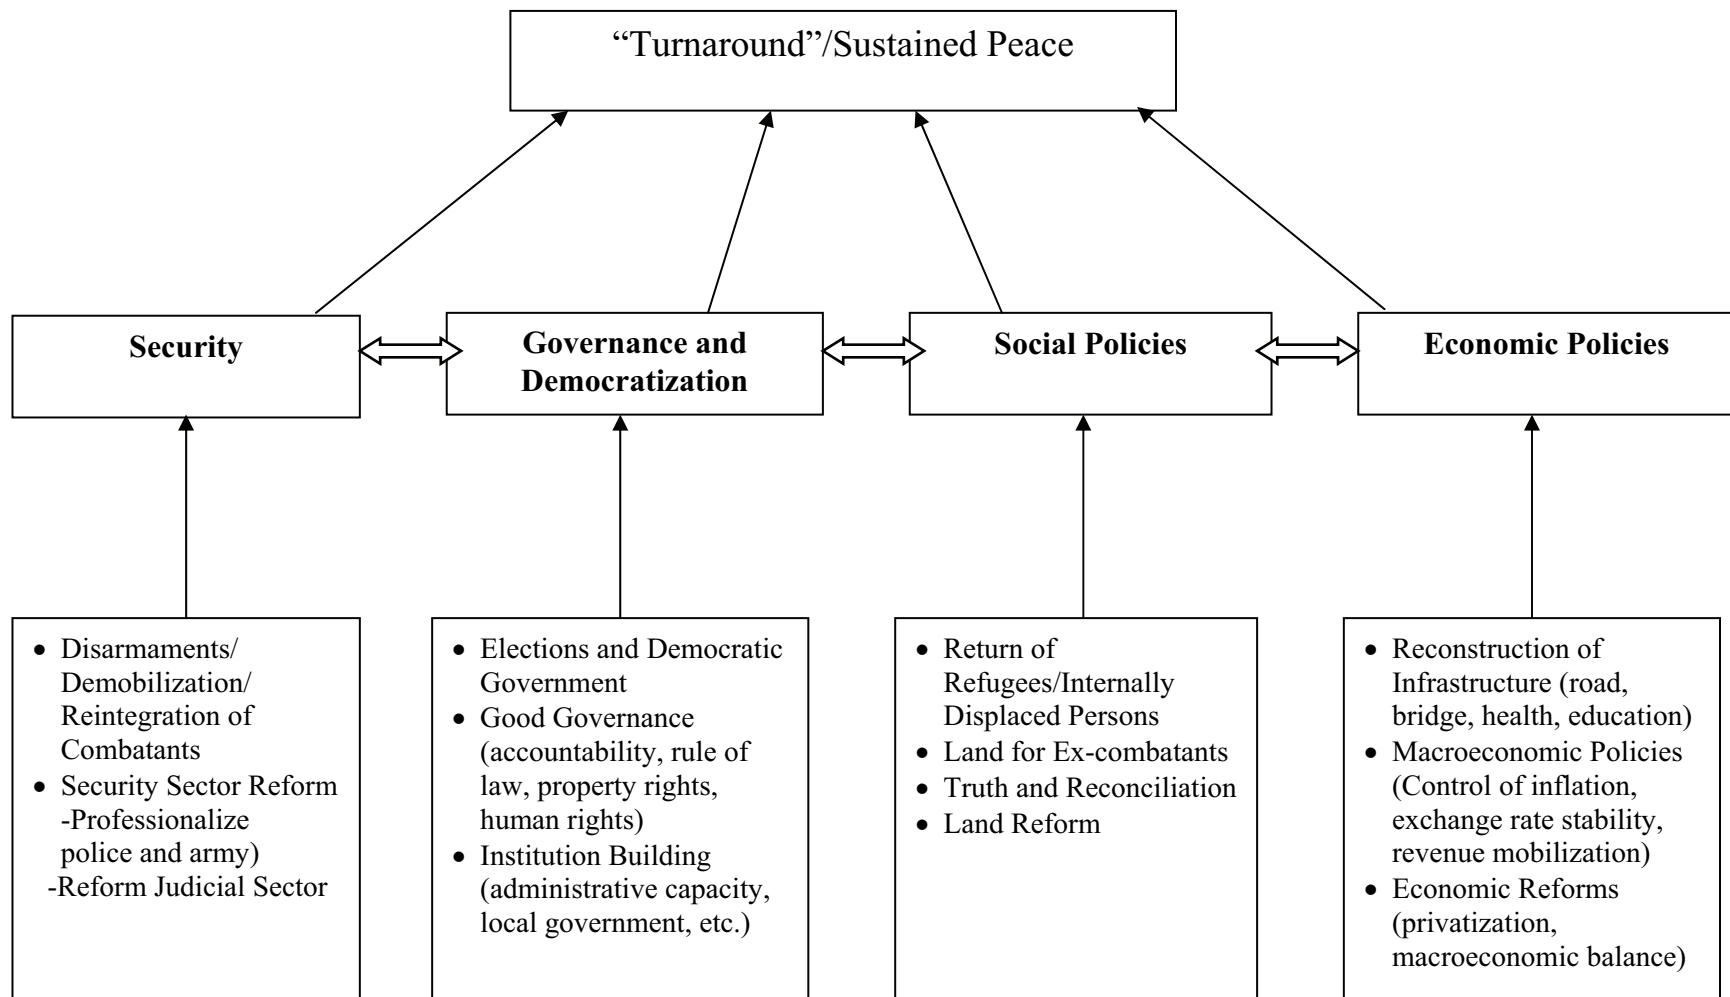 “Turnaround”/Sustained Peace
Security
Governance and
Democratization
Social Policies
Economic Policies
• Disarmaments/
Demobilization/
Reintegration of
Combatants
• Security Sector Reform
-Professionalize
police and army)
-Reform Judicial Sector
• Elections and Democratic
Government
• Good Governance
(accountability, rule of
law, property rights,
human rights)
• Institution Building
(administrative capacity,
local government, etc.)
• Return of
Refugees/Internally
Displaced Persons
• Land for Ex-combatants
• Truth and Reconciliation
• Land Reform
• Reconstruction of
Infrastructure (road,
bridge, health, education)
• Macroeconomic Policies
(Control of inflation,
exchange rate stability,
revenue mobilization)
• Economic Reforms
(privatization,
macroeconomic balance)